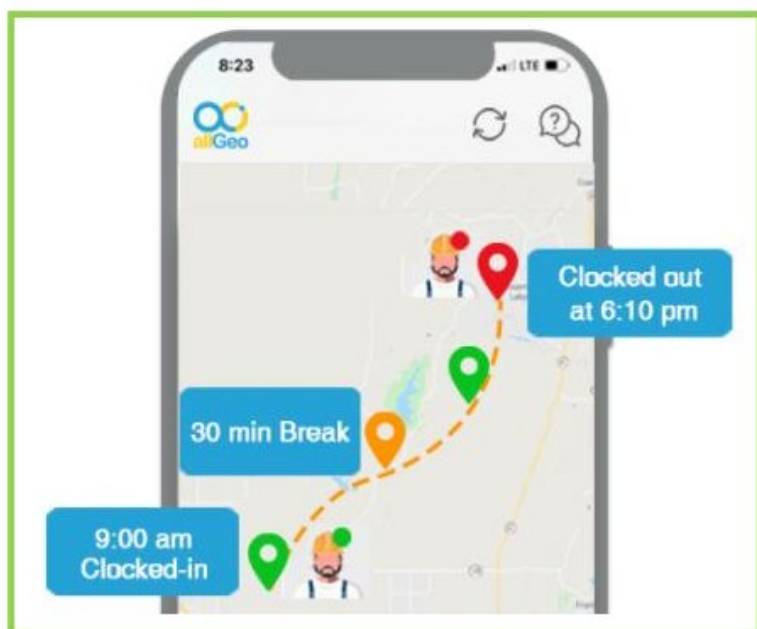 8:23
LTE
allGeo
Clocked out
at 6:10 pm
30 min Break
9:00 am
Clocked-in